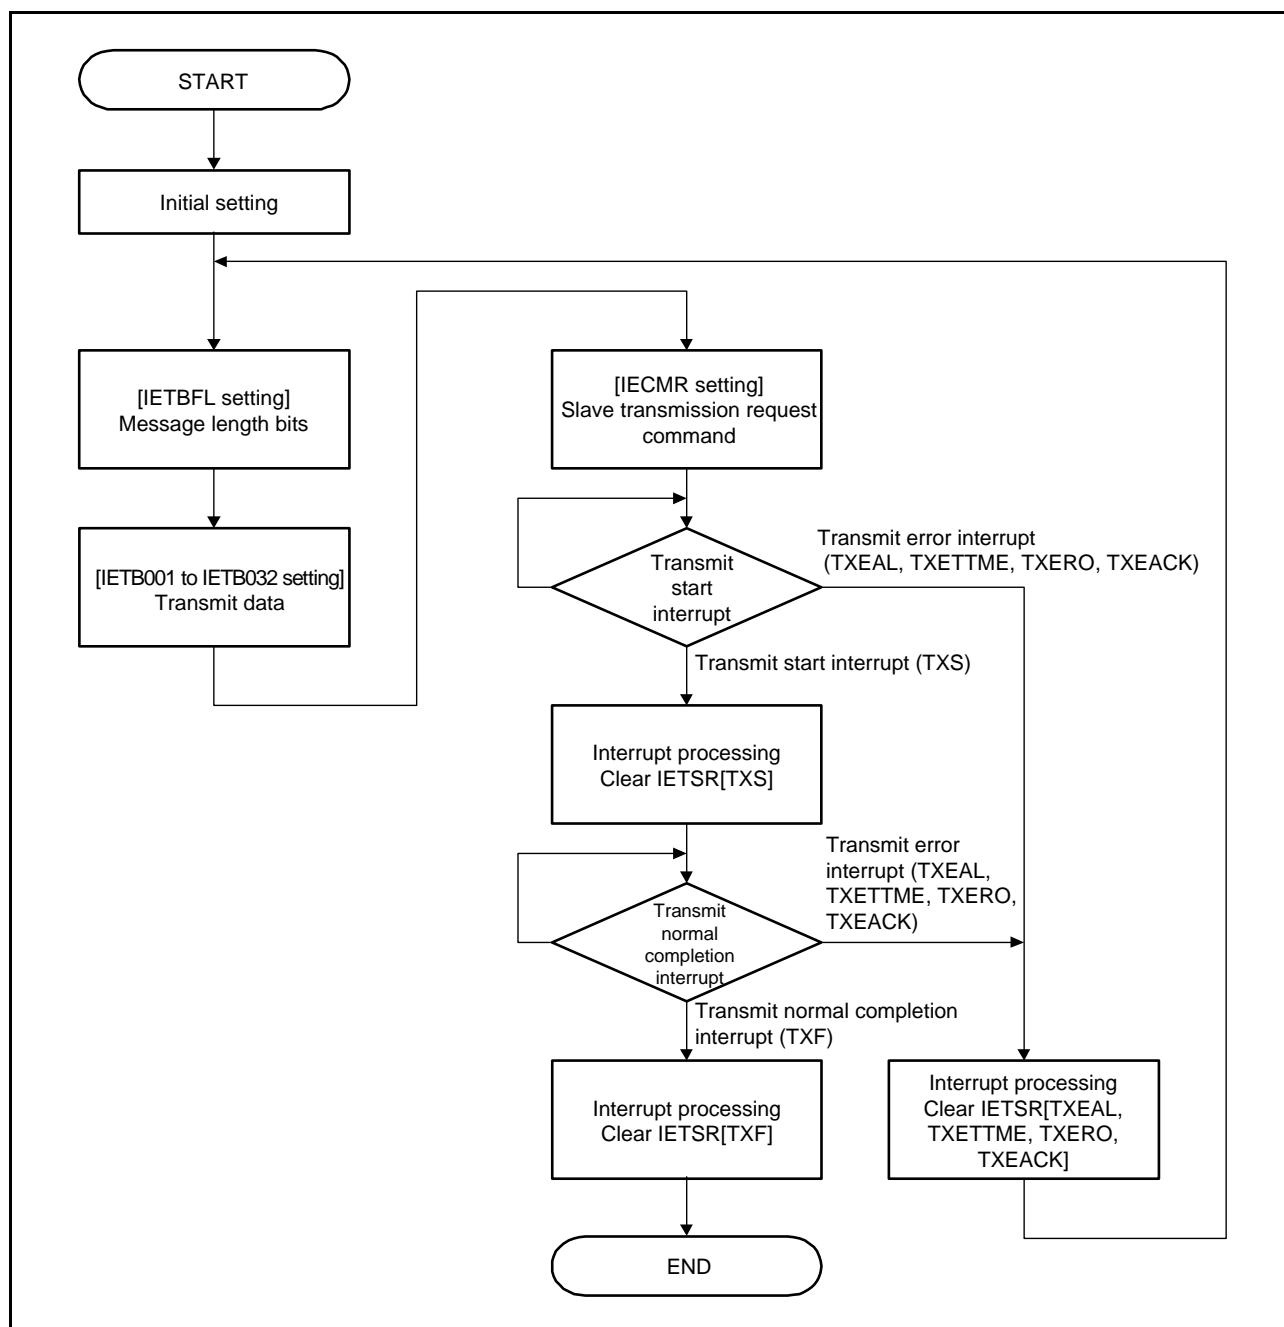 START
Initial setting
[IETBFL setting]
Message length bits
[IETB001 to IETB032 setting]
Transmit data
[IECMR setting]
Slave transmission request
command
Transmit
start
interrupt
Transmit error interrupt
(TXEAL, TXETTME, TXERO, TXEACK)
Transmit start interrupt (TXS)
Interrupt processing
Clear IETSR[TXS]
Transmit error
interrupt (TXEAL,
TXETTME, TXERO,
TXEACK)
Transmit
normal
completion
interrupt
Transmit normal completion
interrupt (TXF)
Interrupt processing
Clear IETSR[TXF]
Interrupt processing
Clear IETSR[TXEAL,
TXETTME, TXERO,
TXEACK]
END